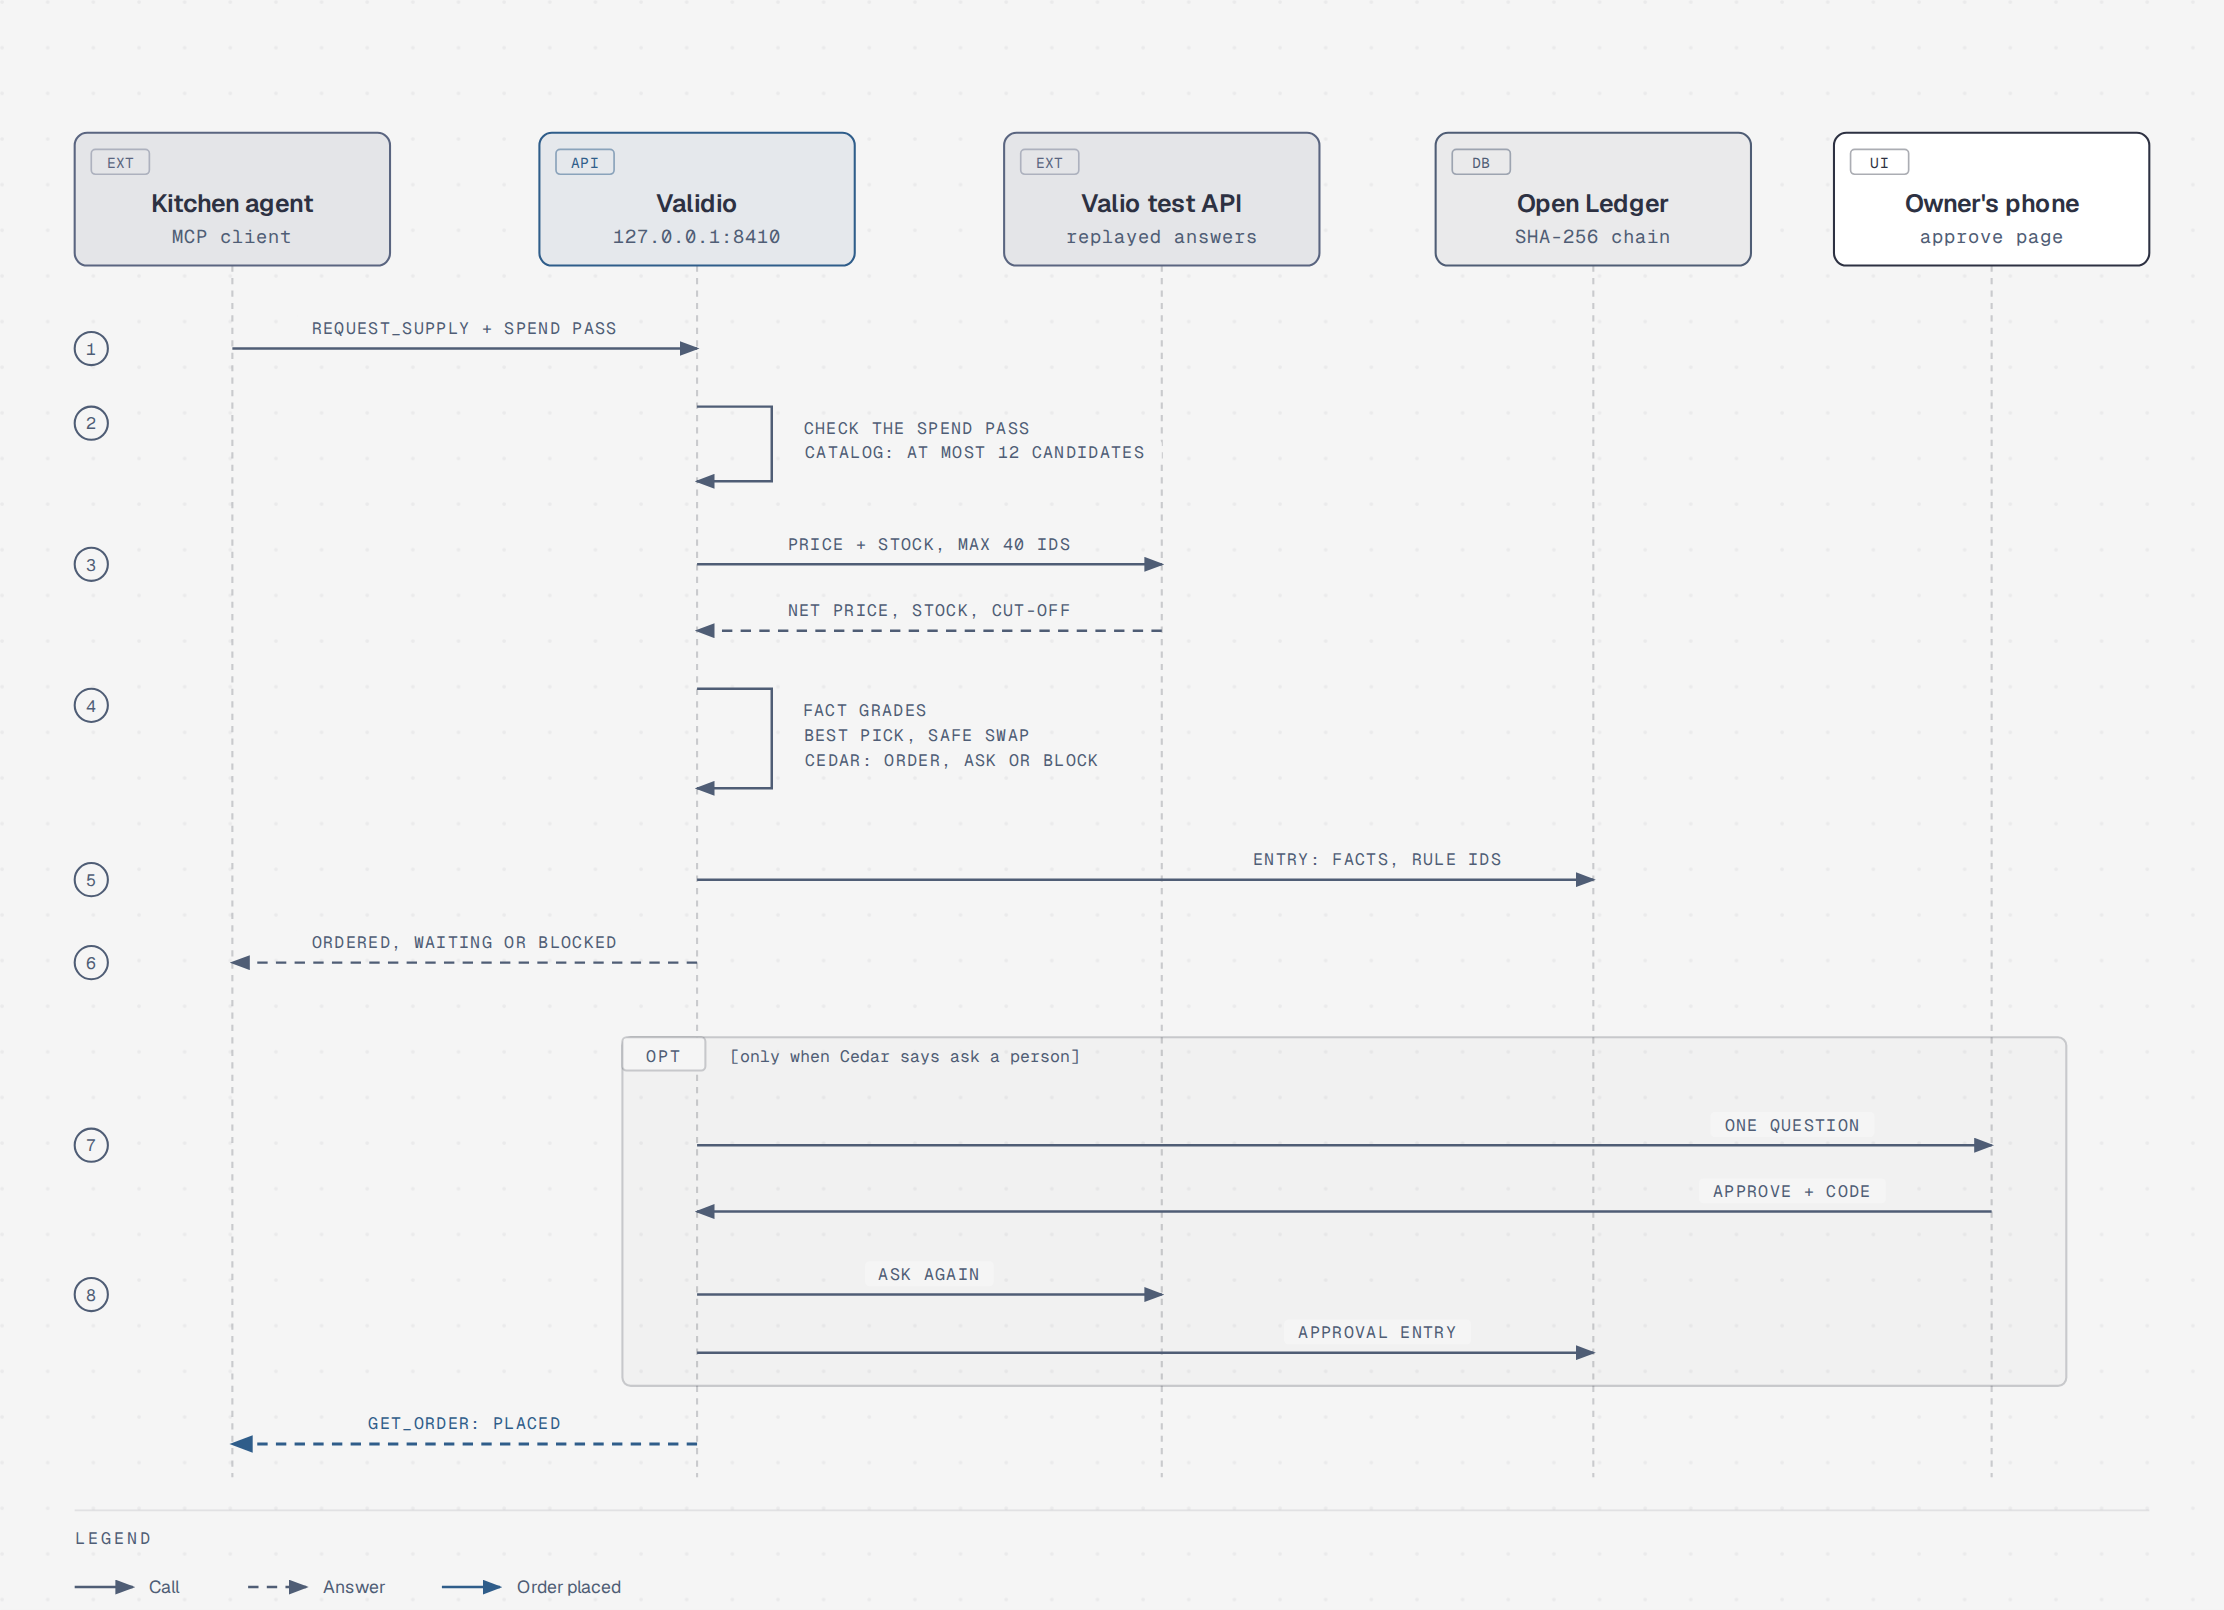 EXT
Kitchen agent
MCP client
API
Validio
127.0.0.1:8410
EXT
Valio test API
replayed answers
DB
Open Ledger
SHA-256 chain
UI
Owner's phone
approve page
1
REQUEST_SUPPLY + SPEND PASS
2
CHECK THE SPEND PASS
CATALOG: AT MOST 12 CANDIDATES
3
PRICE + STOCK, MAX 40 IDS
NET PRICE, STOCK, CUT-OFF
4
FACT GRADES
BEST PICK, SAFE SWAP
CEDAR: ORDER, ASK OR BLOCK
5
ENTRY: FACTS, RULE IDS
6
ORDERED, WAITING OR BLOCKED
OPT
[only when Cedar says ask a person]
7
ONE QUESTION
APPROVE + CODE
8
ASK AGAIN
APPROVAL ENTRY
GET_ORDER: PLACED
LEGEND
Call
Answer
Order placed